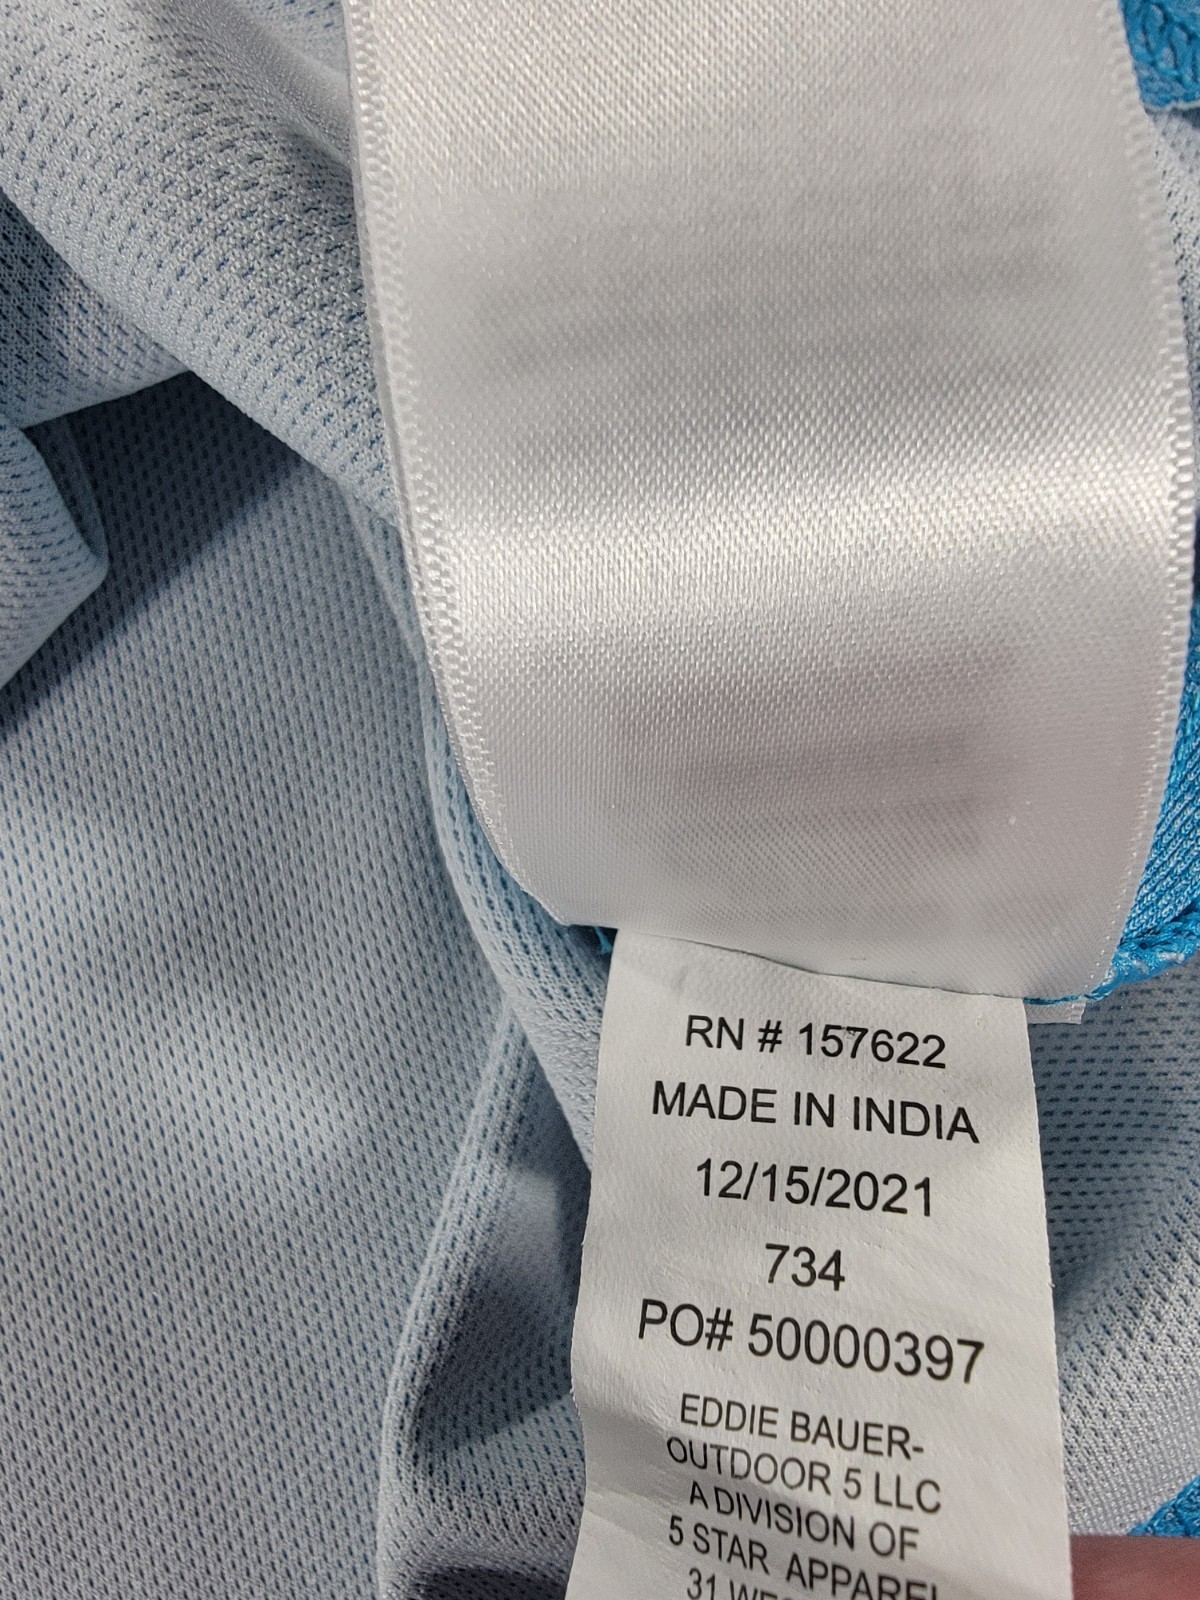 RN # 157622
MADE IN INDIA
12/15/2021
734
PO# 50000397
EDDIE BAUER-
OUTDOOR 5 LLC
A DIVISION OF
5 STAR APPAREL
31